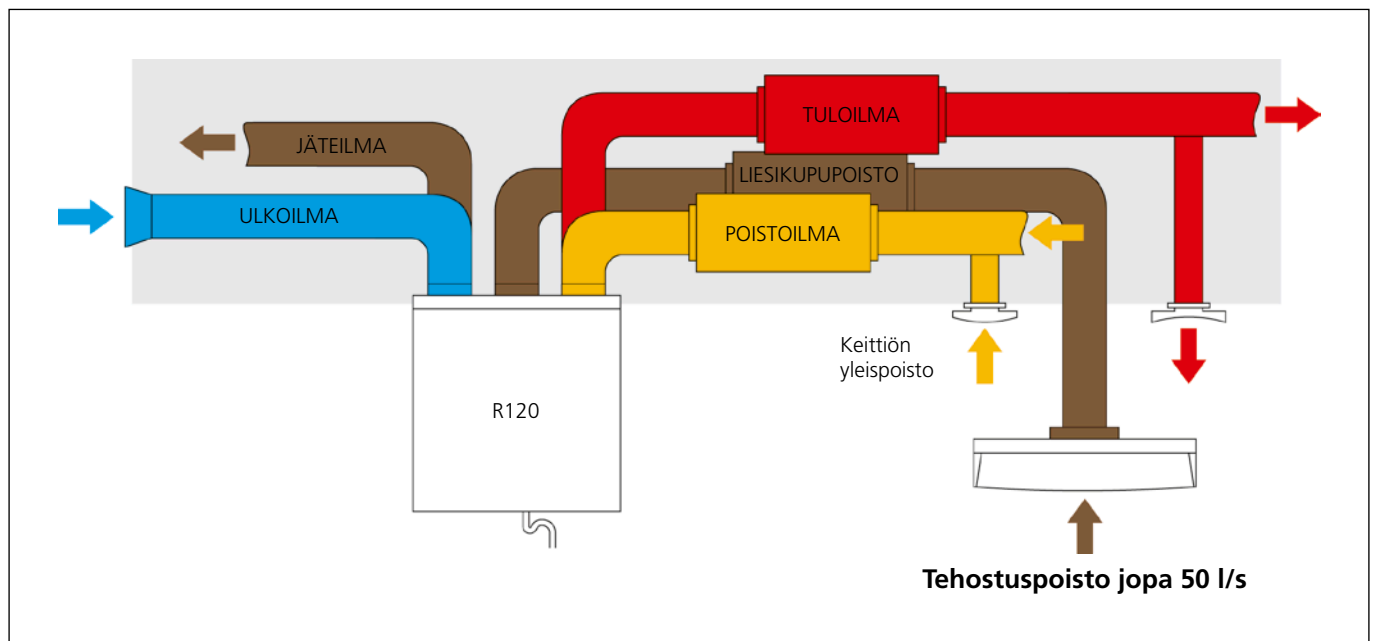 TULOILMA
JÄTEILMA
LIESIKUPUPOISTO
ULKOILMA
POISTOILMA
Keittiön
yleispoisto
R120
Tehostuspoisto jopa 50 l/s